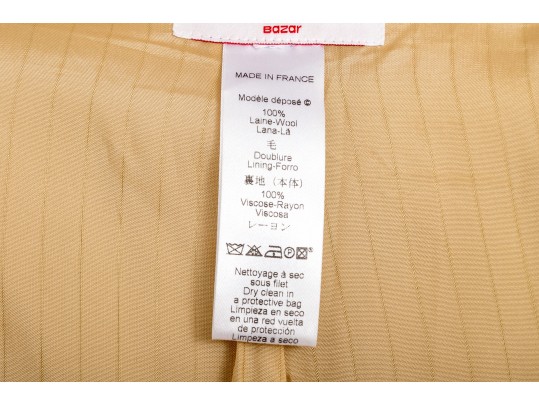 Bazar
MADE IN FRANCE
Modèle déposé ©
100%
Laine-Wool
Lana-Lã
毛
Doublure
Lining-Forro
裏地（本体）
100%
Viscose-Rayon
Viscosa
レーヨン
P
Nettoyage à sec
sous filet
Dry clean in
a protective bag
Limpieza en seco
en una red vuelta
de protección
Limpeza a seco